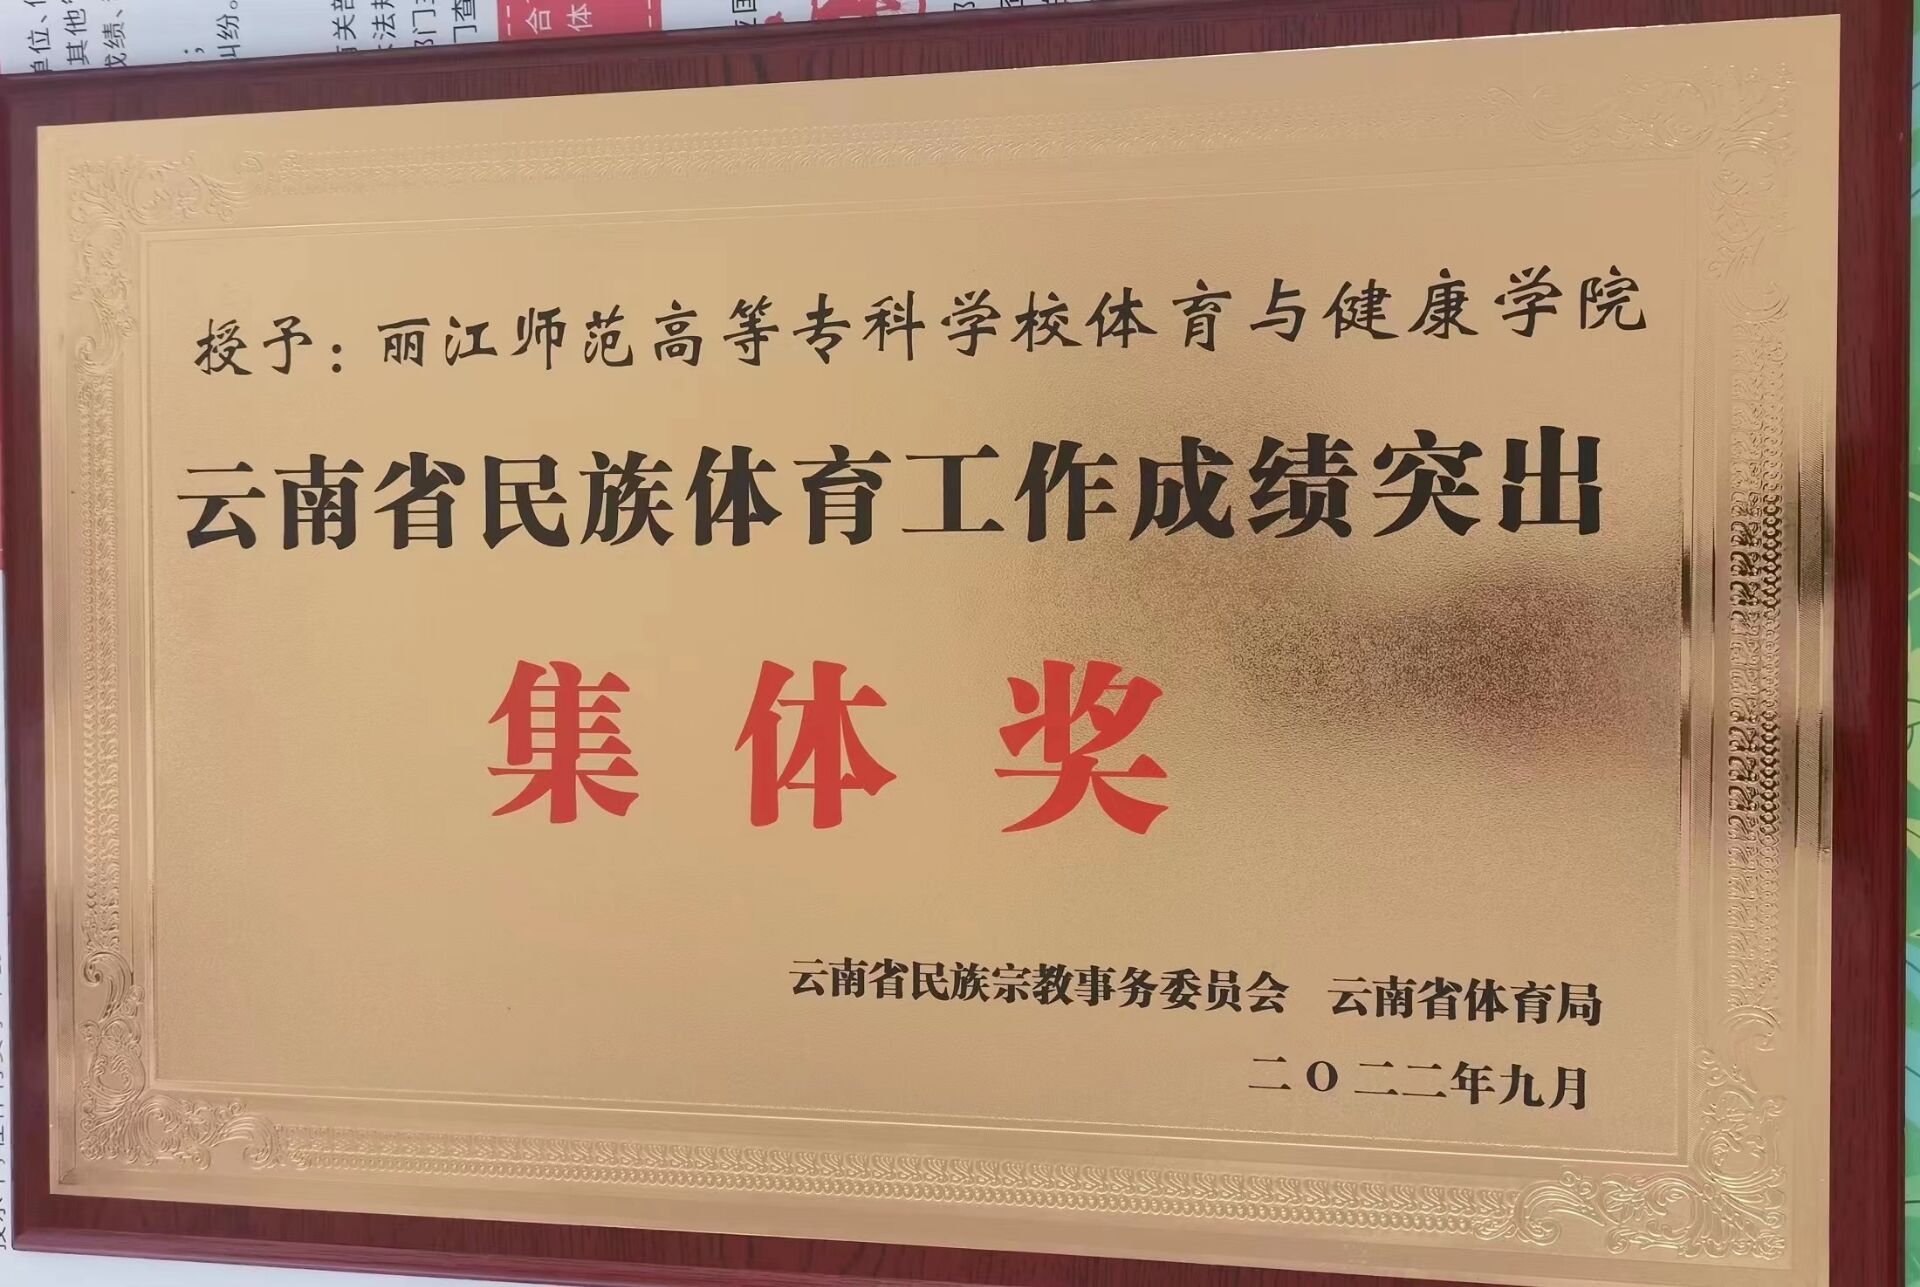 授予：丽江师范高等专科学校体育与健康学院
云南省民族体育工作成绩突出
集体奖
云南省民族宗教事务委员会 云南省体育局
二O二二年九月